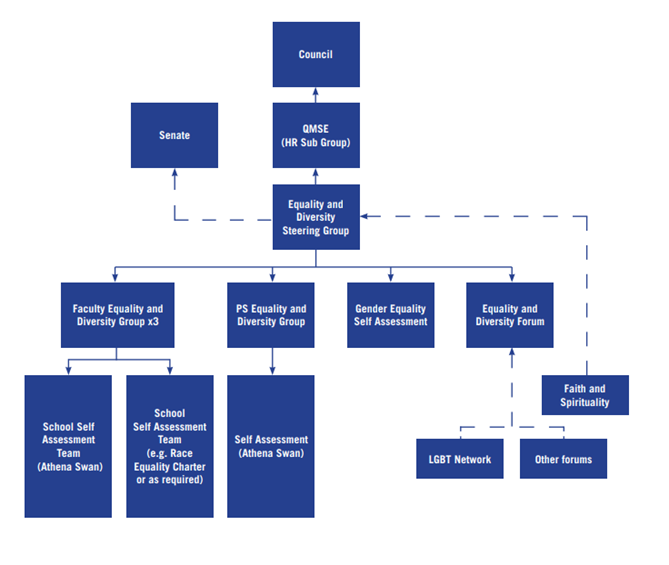 Council
Senate
QMSE
(HR Sub Group)
Equality and
Diversity
Steering Group
Faculty Equality and
Diversity Group x3
PS Equality and
Diversity Group
Gender Equality
Self Assessment
Equality and
Diversity Forum
Faith and
Spirituality
School Self
Assessment
Team
(Athena Swan)
School
Self Assessment
Team
(e.g. Race
Equality Charter
or as required)
Self Assessment
(Athena Swan)
LGBT Network
Other forums